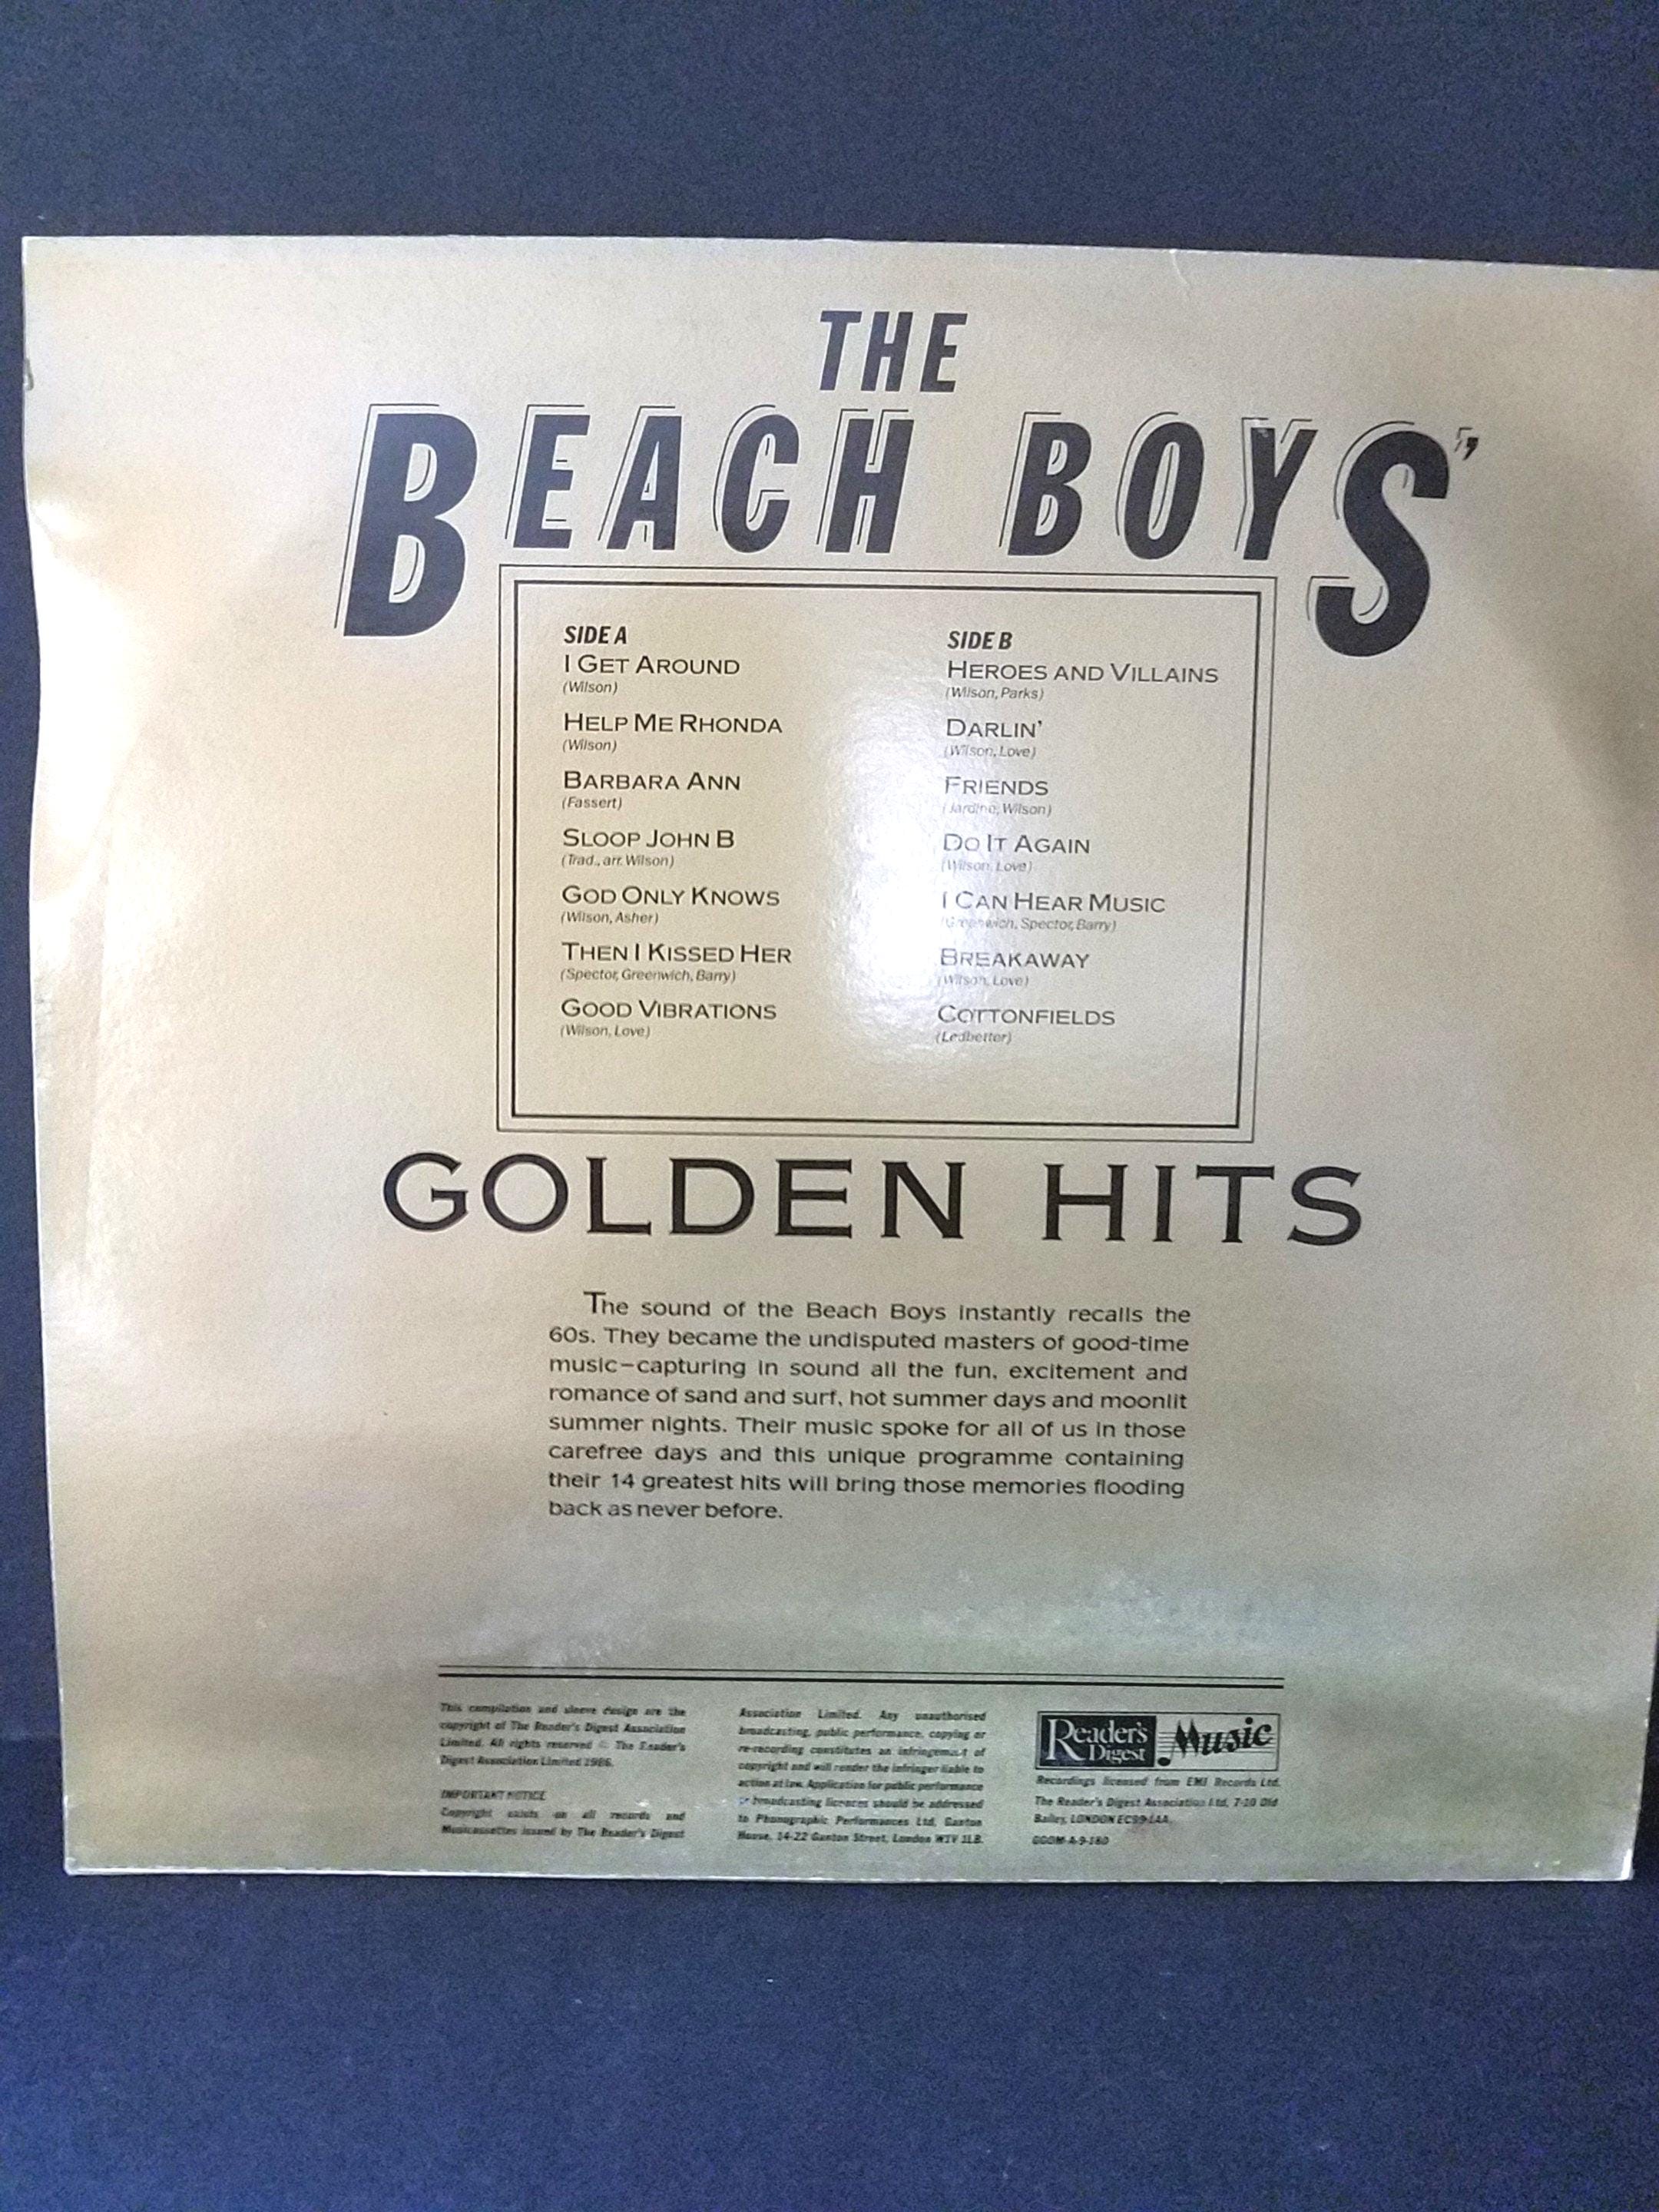 THE
BEACH BOYS'
SIDE A
I GET AROUND
(Wilson)
HELP ME RHONDA
(Wilson)
BARBARA ANN
(Fassert)
SLOOP JOHN B
(Trad., arr. Wilson)
GOD ONLY KNOWS
(Wilson, Asher)
THEN I KISSED HER
(Spector, Greenwich, Barry)
GOOD VIBRATIONS
(Wilson, Love)
SIDE B
HEROES AND VILLAINS
(Wilson, Parks)
DARLIN'
(Wilson, Love)
FRIENDS
(Jardine, Wilson)
DO IT AGAIN
(Wilson, Love)
I CAN HEAR MUSIC
(Greenwich, Spector, Barry)
BREAKAWAY
(Wilson, Love)
COTTONFIELDS
(Ledbetter)
GOLDEN HITS
The sound of the Beach Boys instantly recalls the
60s. They became the undisputed masters of good-time
music—capturing in sound all the fun, excitement and
romance of sand and surf, hot summer days and moonlit
summer nights. Their music spoke for all of us in those
carefree days and this unique programme containing
their 14 greatest hits will bring those memories flooding
back as never before.
This compilation and sleeve design are the
copyright of The Reader's Digest Association
Limited. All rights reserved © The Reader's
Digest Association Limited 1986.
IMPORTANT NOTICE
Copyright exists on all records and
Musicassettes issued by The Reader's Digest
Association Limited. Any unauthorised
broadcasting, public performance, copying or
re-recording constitutes an infringement of
copyright and will render the infringer liable to
action at law. Application for public performance
or broadcasting licences should be addressed
to Phonographic Performances Ltd, Ganton
House, 14-22 Ganton Street, London W1V 1LB.
Reader's
Digest
Music
Recordings licensed from EMI Records Ltd.
The Reader's Digest Association Ltd, 7-10 Old
Bailey, LONDON EC99 1AA.
GGOM-A-9-180